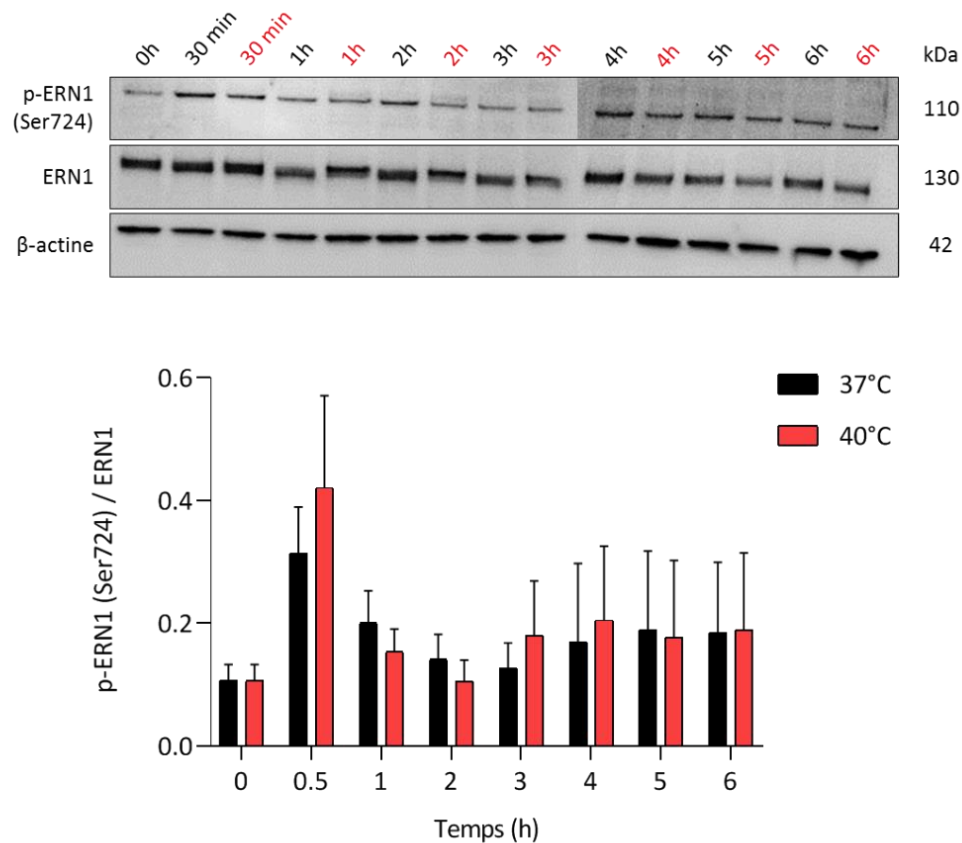 0h 30 min 30 min 1h 1h 2h 2h 3h 3h 4h 4h 5h 5h 6h 6h kDa
p-ERN1
(Ser724)
110
ERN1 130
β-actine 42
37°C
40°C
p-ERN1 (Ser724) / ERN1
0.6
0.4
0.2
0.0
0 0.5 1 2 3 4 5 6
Temps (h)